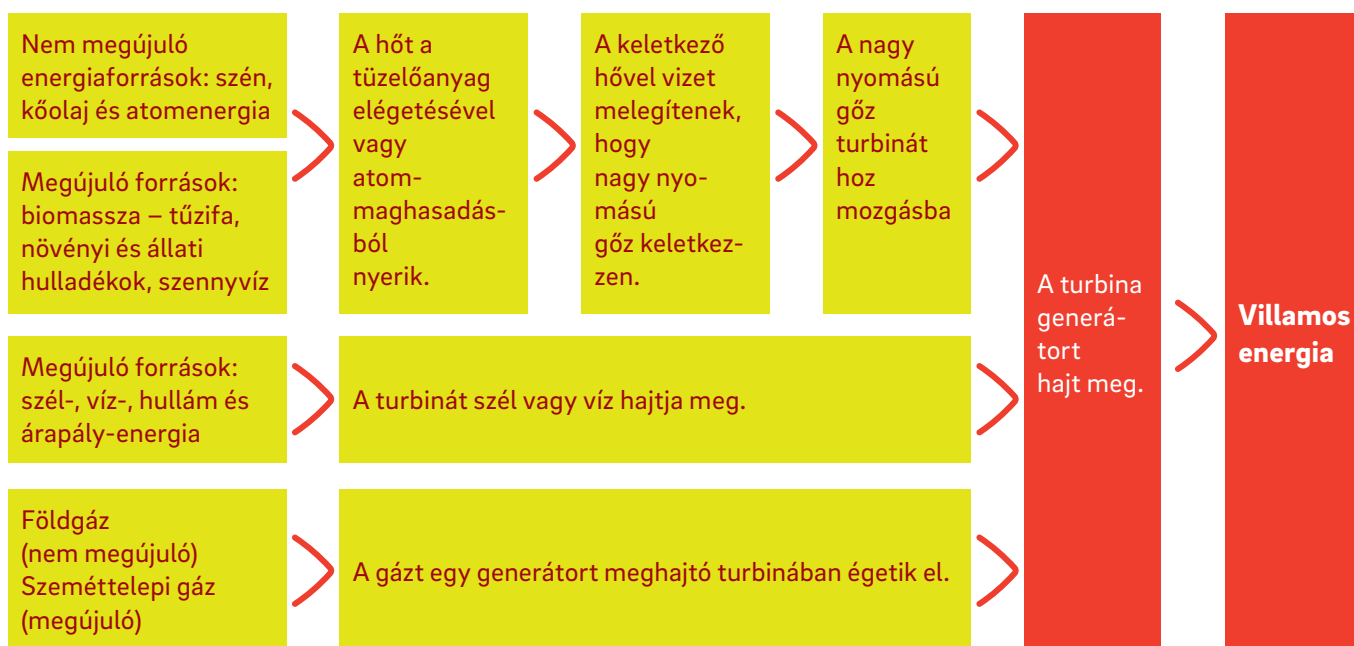 Nem megújuló
energiaforrások: szén,
kőolaj és atomenergia
Megújuló források:
biomassza – tűzifa,
növényi és állati
hulladékok, szennyvíz
A hőt a
tüzelőanyag
elégetésével
vagy
atom-
maghasadás-
ból
nyerik.
A keletkező
hővel vizet
melegítenek,
hogy
nagy nyo-
mású
gőz keletkez-
zen.
A nagy
nyomású
gőz
turbinát
hoz
mozgásba
Megújuló források:
szél-, víz-, hullám és
árapály-energia
A turbinát szél vagy víz hajtja meg.
Földgáz
(nem megújuló)
Szeméttelepi gáz
(megújuló)
A gázt egy generátort meghajtó turbinában égetik el.
A turbina
generá-
tort
hajt meg.
Villamos
energia